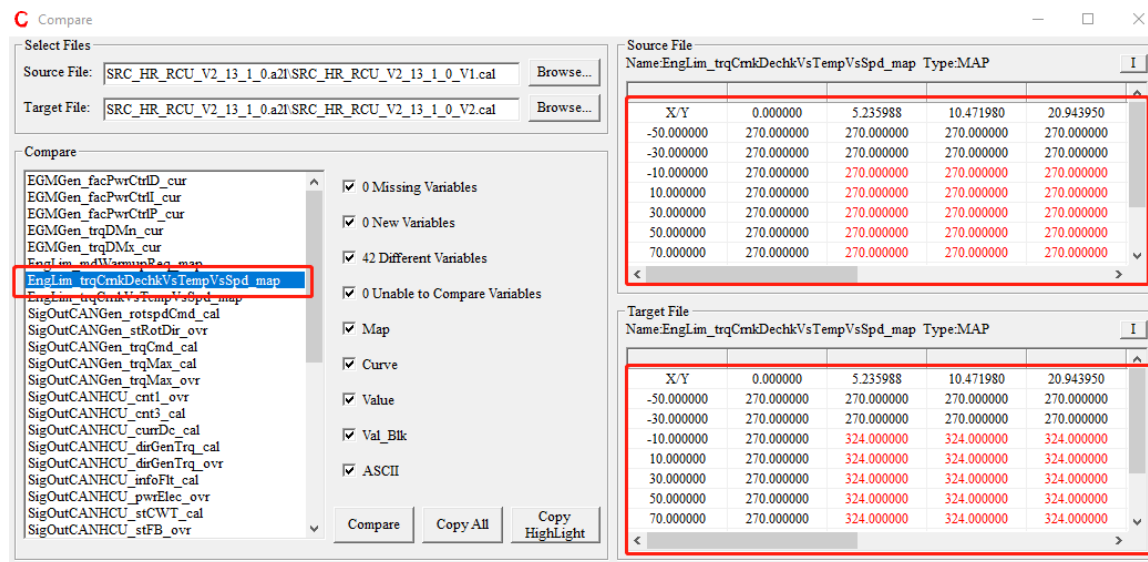 Compare
Select Files
Source File: SRC_HR_RCU_V2_13_1_0.a2l\SRC_HR_RCU_V2_13_1_0_V1.cal Browse...
Target File: SRC_HR_RCU_V2_13_1_0.a2l\SRC_HR_RCU_V2_13_1_0_V2.cal Browse...
Compare
EGMGen_facPwrCtrlD_cur
EGMGen_facPwrCtrlI_cur
EGMGen_facPwrCtrlP_cur
EGMGen_trqDMn_cur
EGMGen_trqDMx_cur
EngLim_mdWarmupReq_map
EngLim_trqCrnkDechkVsTempVsSpd_map
EngLim_trqCrnkVsTempVsSpd_map
SigOutCANGen_rotspdCmd_cal
SigOutCANGen_stRotDir_ovr
SigOutCANGen_trqCmd_cal
SigOutCANGen_trqMax_cal
SigOutCANGen_trqMax_ovr
SigOutCANHCU_cnt1_ovr
SigOutCANHCU_cnt3_cal
SigOutCANHCU_currDc_cal
SigOutCANHCU_dirGenTrq_cal
SigOutCANHCU_dirGenTrq_ovr
SigOutCANHCU_infoFlt_cal
SigOutCANHCU_pwrElec_ovr
SigOutCANHCU_stCWT_cal
SigOutCANHCU_stFB_ovr
0 Missing Variables
0 New Variables
42 Different Variables
0 Unable to Compare Variables
Map
Curve
Value
Val_Blk
ASCII
Compare Copy All Copy
HighLight
Source File
Name:EngLim_trqCrnkDechkVsTempVsSpd_map Type:MAP I
X/Y 0.000000 5.235988 10.471980 20.943950
-50.000000 270.000000 270.000000 270.000000 270.000000
-30.000000 270.000000 270.000000 270.000000 270.000000
-10.000000 270.000000 270.000000 270.000000 270.000000
10.000000 270.000000 270.000000 270.000000 270.000000
30.000000 270.000000 270.000000 270.000000 270.000000
50.000000 270.000000 270.000000 270.000000 270.000000
70.000000 270.000000 270.000000 270.000000 270.000000
Target File
Name:EngLim_trqCrnkDechkVsTempVsSpd_map Type:MAP I
X/Y 0.000000 5.235988 10.471980 20.943950
-50.000000 270.000000 270.000000 270.000000 270.000000
-30.000000 270.000000 270.000000 270.000000 270.000000
-10.000000 270.000000 324.000000 324.000000 324.000000
10.000000 270.000000 324.000000 324.000000 324.000000
30.000000 270.000000 324.000000 324.000000 324.000000
50.000000 270.000000 324.000000 324.000000 324.000000
70.000000 270.000000 324.000000 324.000000 324.000000